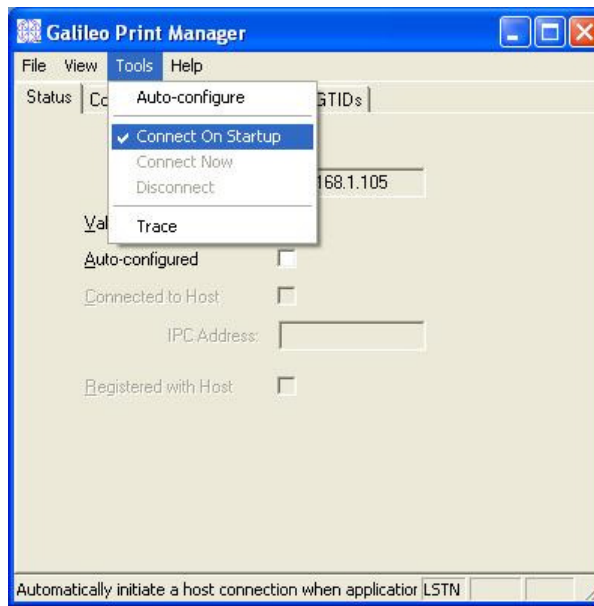 Galileo Print Manager
File View Tools Help
Status Co GTIDs
Auto-configure
Connect On Startup
Connect Now
Disconnect
168.1.105
Val
Trace
Auto-configured
Connected to Host
IPC Address:
Registered with Host
Automatically initiate a host connection when application LSTN